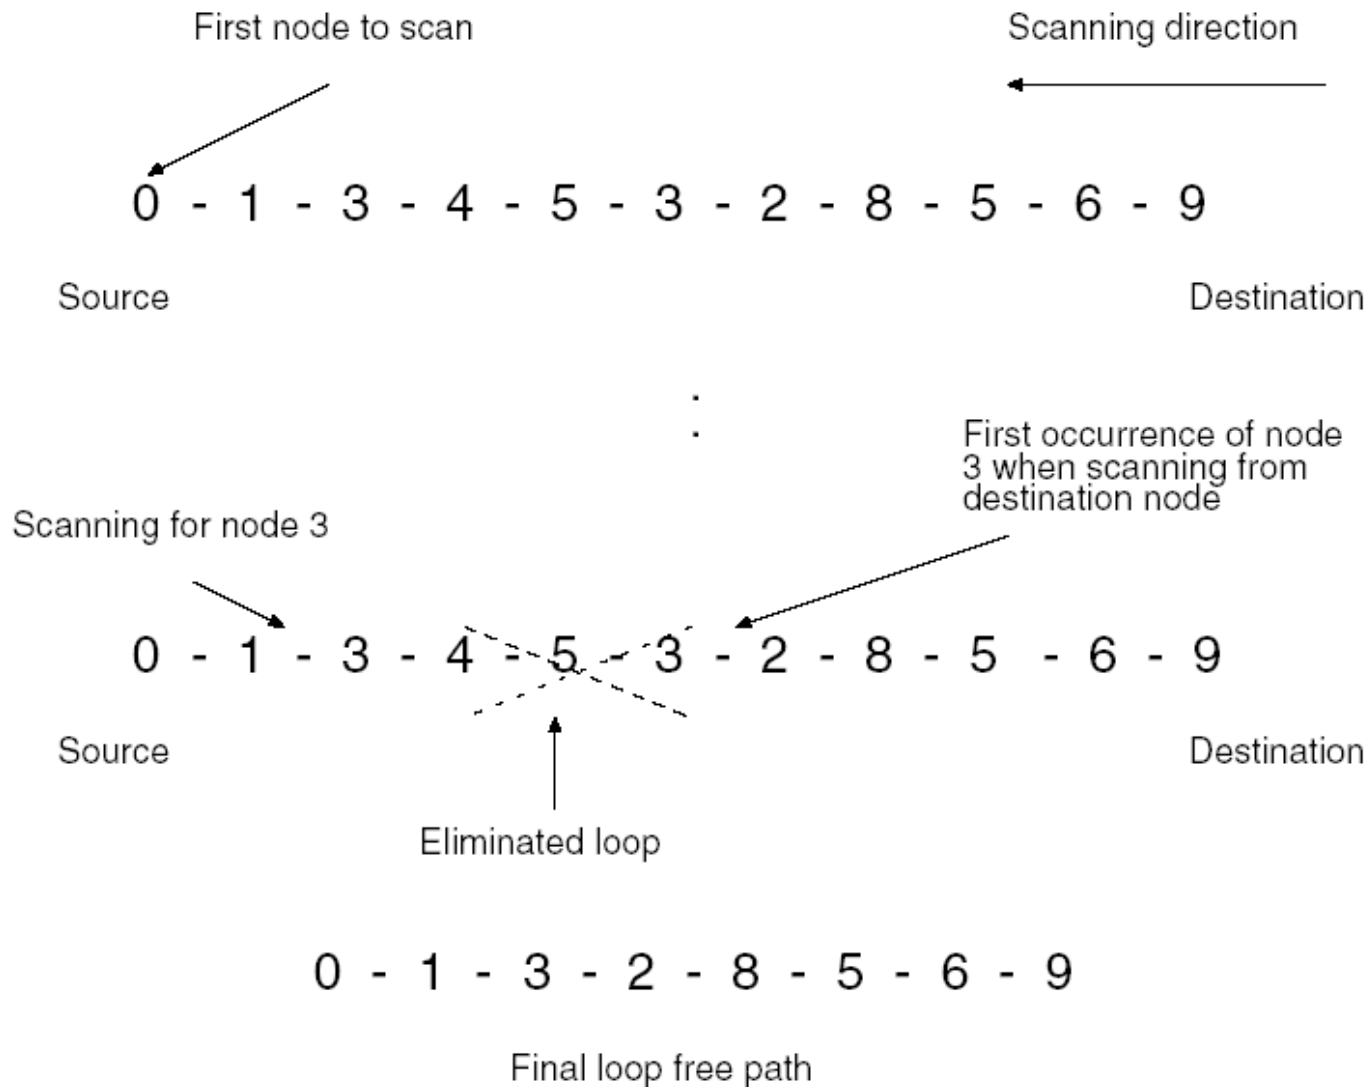 First node to scan
Scanning direction
0 - 1 - 3 - 4 - 5 - 3 - 2 - 8 - 5 - 6 - 9
Source
Destination
:
First occurrence of node
3 when scanning from
destination node
Scanning for node 3
0 - 1 - 3 - 4 - 5 - 3 - 2 - 8 - 5 - 6 - 9
Source
Destination
Eliminated loop
0 - 1 - 3 - 2 - 8 - 5 - 6 - 9
Final loop free path